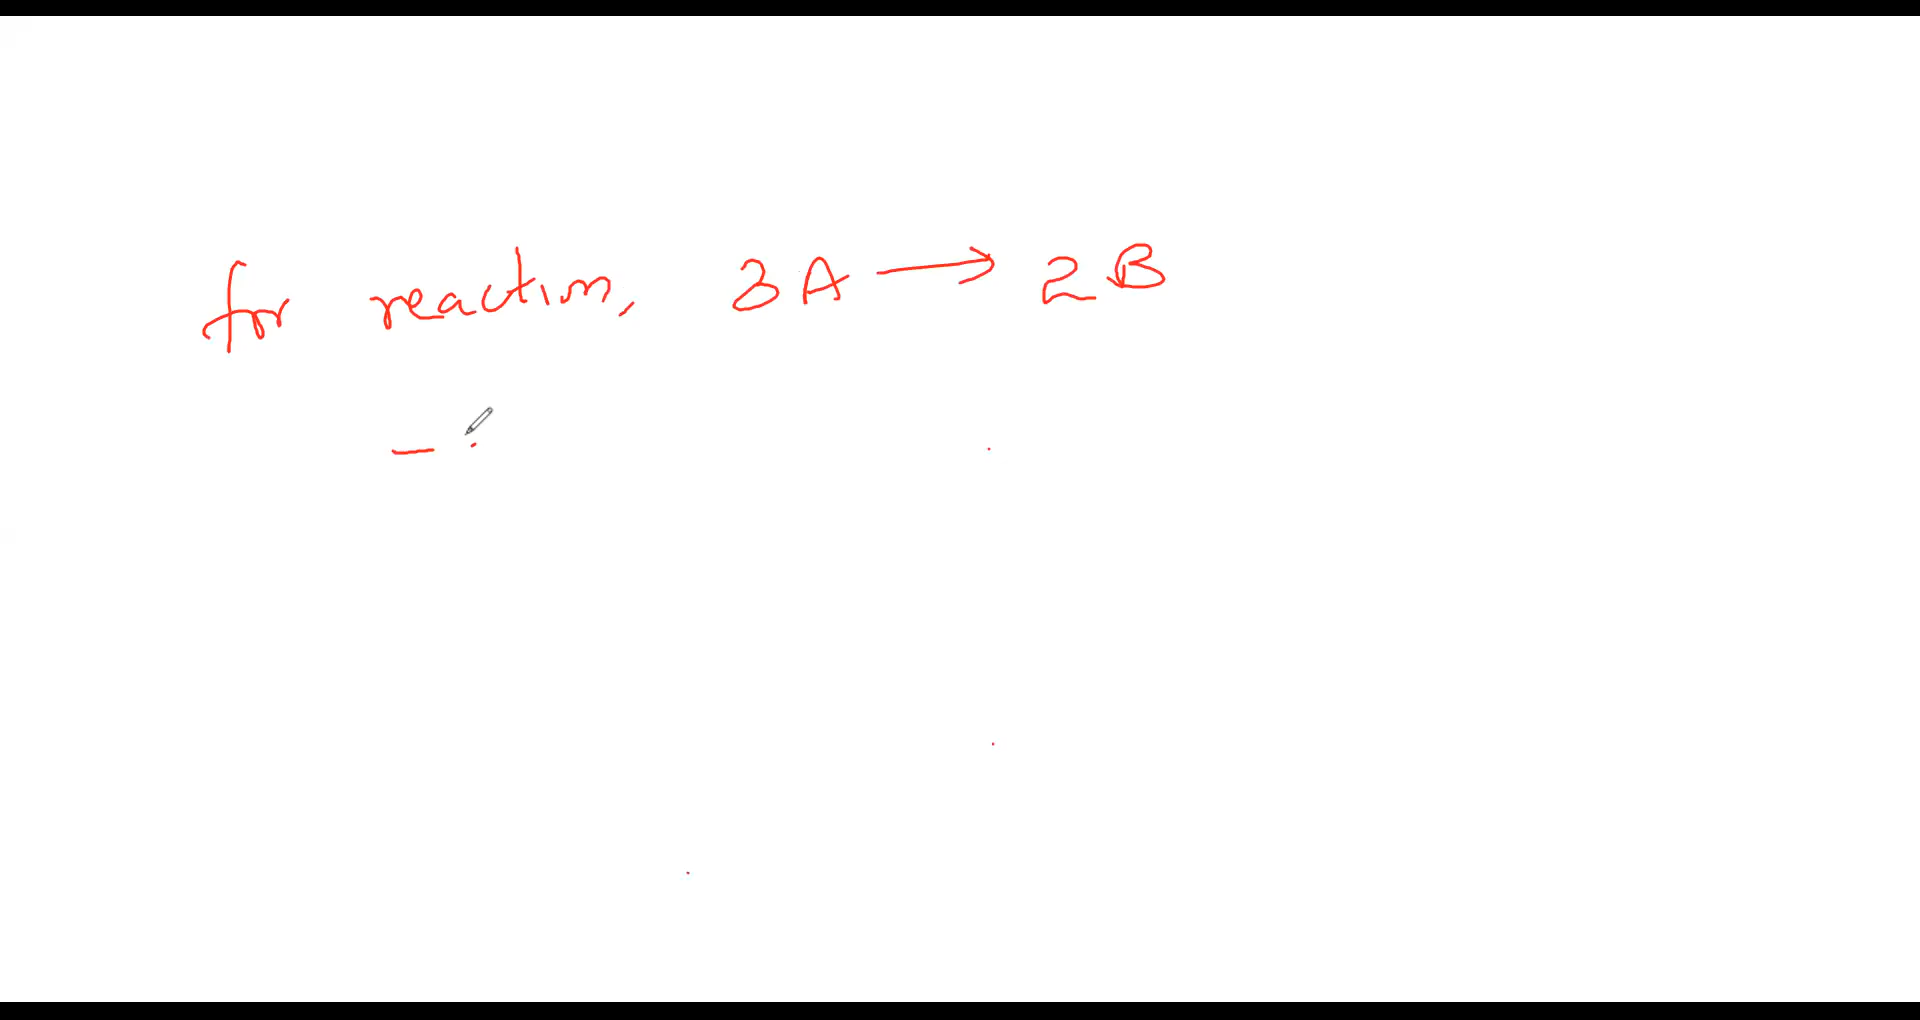 for reaction, 3A → 2B
-